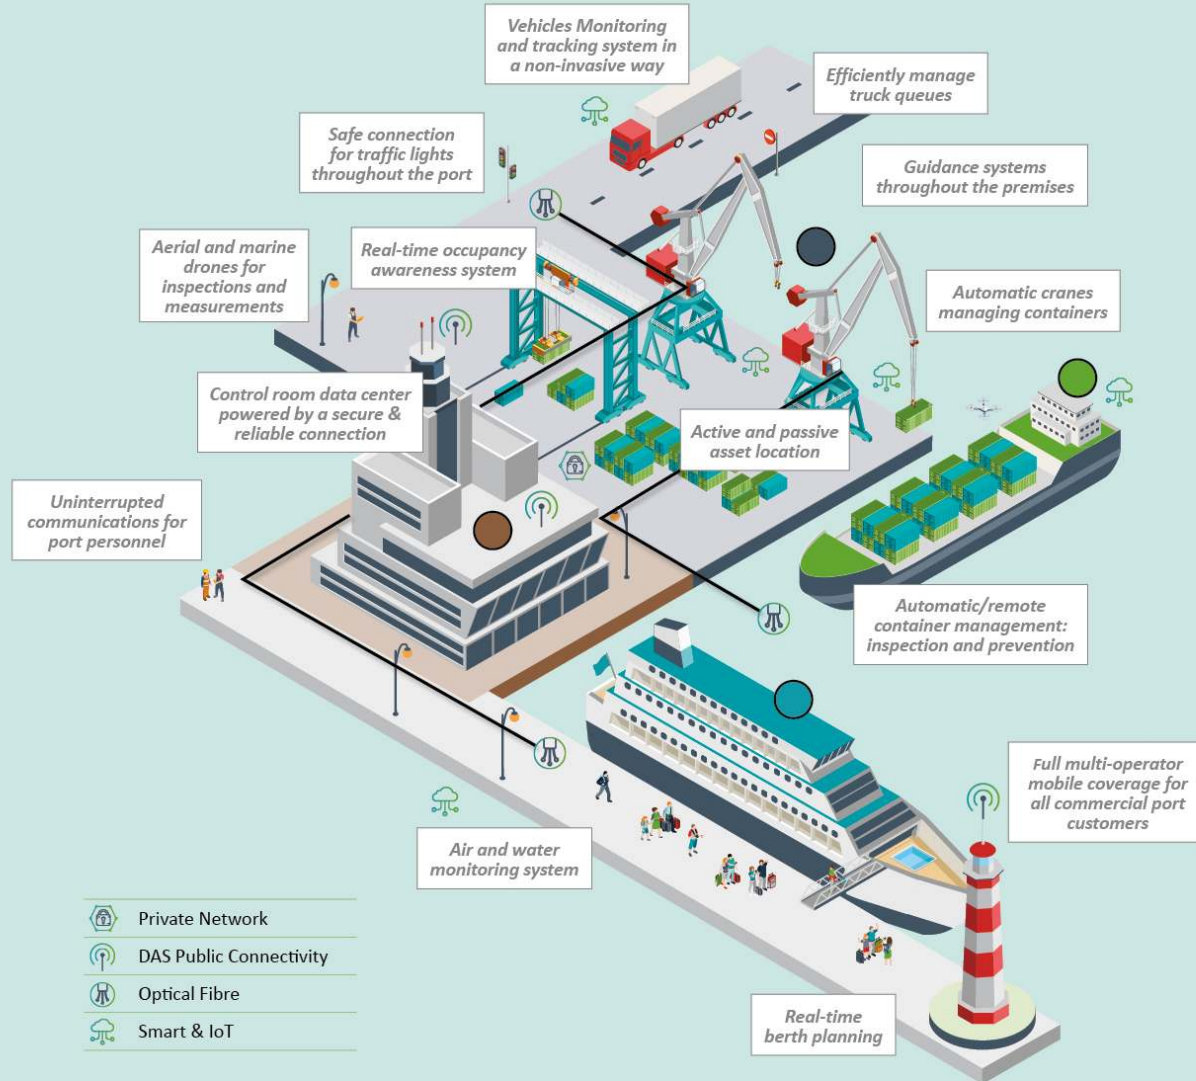 Vehicles Monitoring
and tracking system in
a non-invasive way
Efficiently manage
truck queues
Safe connection
for traffic lights
throughout the port
Guidance systems
throughout the premises
Aerial and marine
drones for
inspections and
measurements
Real-time occupancy
awareness system
Automatic cranes
managing containers
Control room data center
powered by a secure &
reliable connection
Active and passive
asset location
Uninterrupted
communications for
port personnel
Automatic/remote
container management:
inspection and prevention
Full multi-operator
mobile coverage for
all commercial port
customers
Air and water
monitoring system
Real-time
berth planning
Private Network
DAS Public Connectivity
Optical Fibre
Smart & IoT